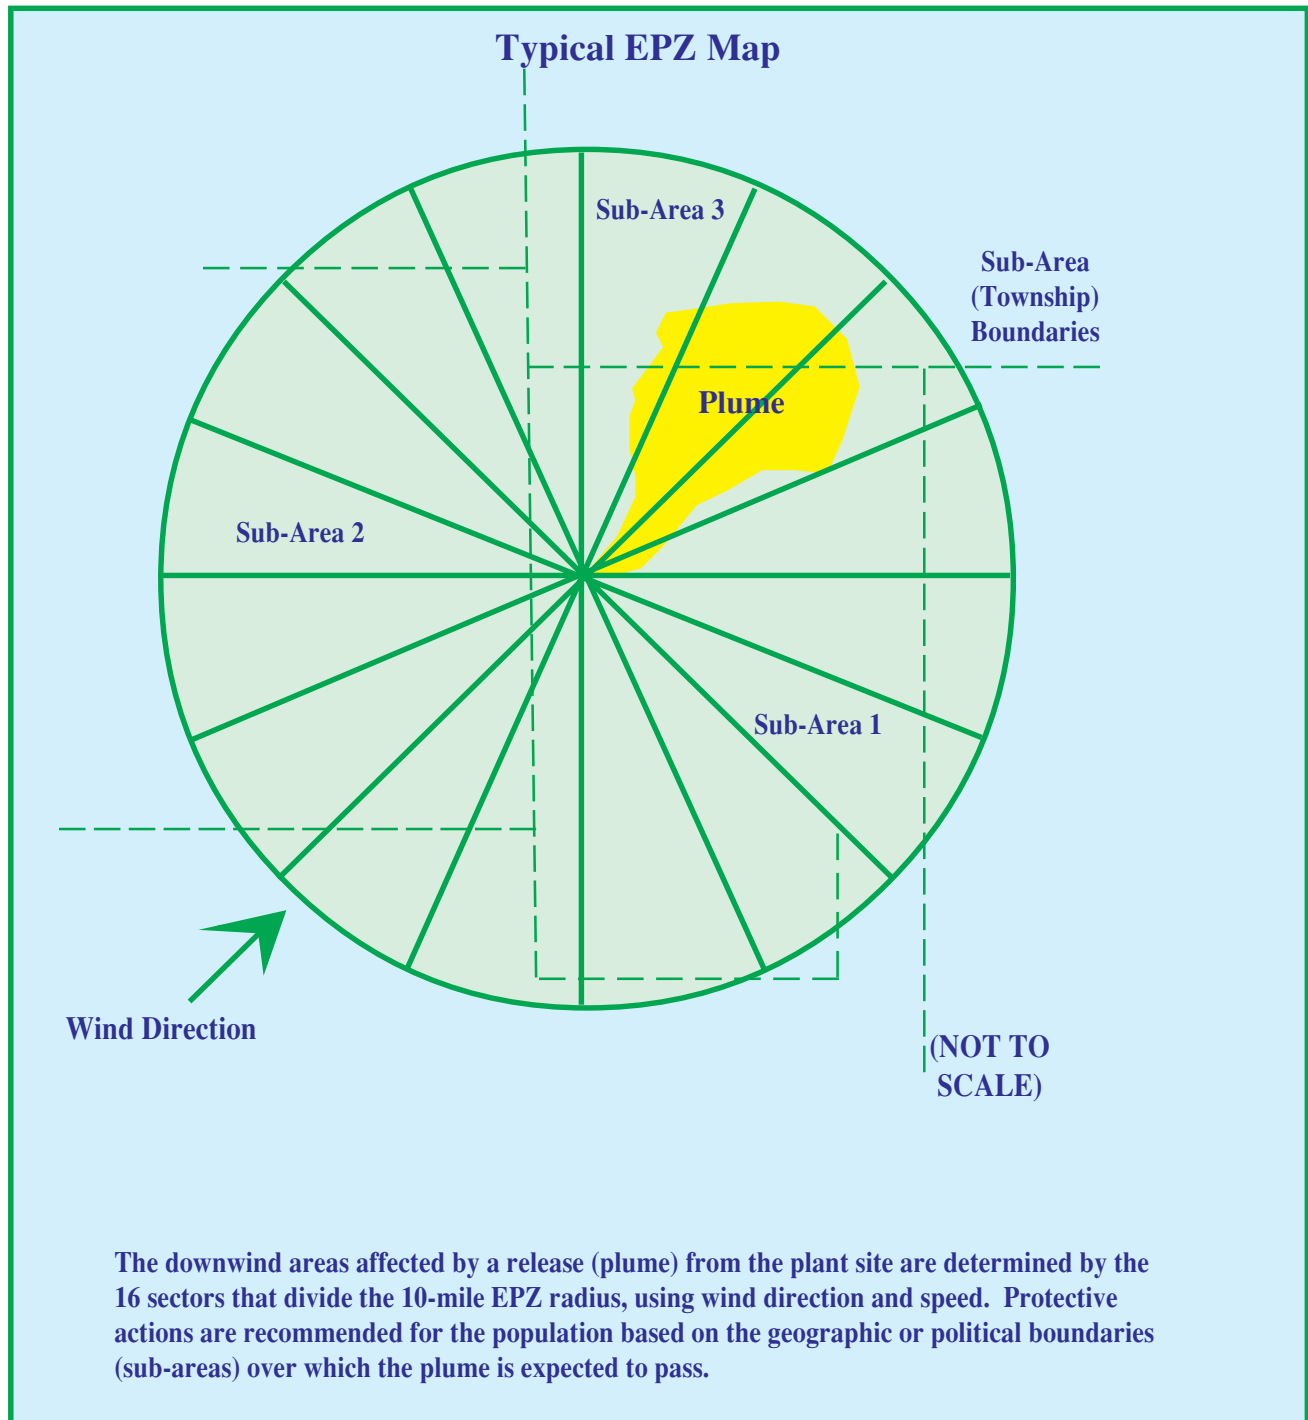 Typical EPZ Map
Sub-Area 3
Sub-Area
(Township)
Boundaries
Plume
Sub-Area 2
Sub-Area 1
Wind Direction
(NOT TO
SCALE)
The downwind areas affected by a release (plume) from the plant site are determined by the
16 sectors that divide the 10-mile EPZ radius, using wind direction and speed.  Protective
actions are recommended for the population based on the geographic or political boundaries
(sub-areas) over which the plume is expected to pass.